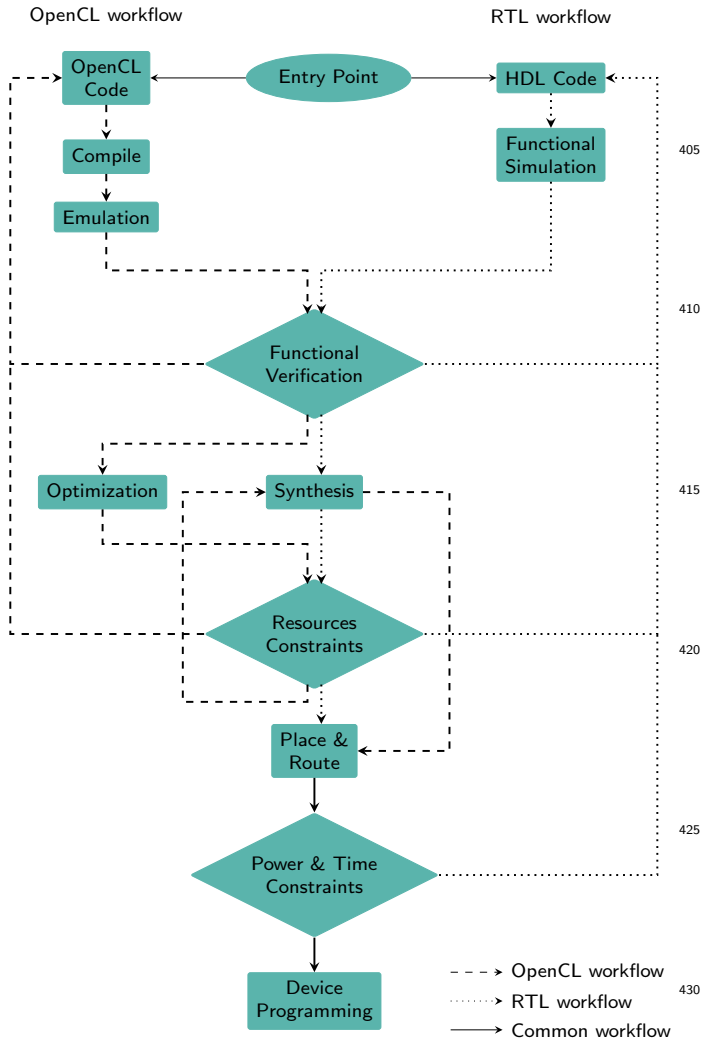 OpenCL workflow
RTL workflow
OpenCL
Code
Entry Point
HDL Code
Compile
Functional
Simulation
405
Emulation
410
Functional
Verification
Optimization
Synthesis
415
Resources
Constraints
420
Place &
Route
425
Power & Time
Constraints
Device
Programming
OpenCL workflow
RTL workflow
430
Common workflow